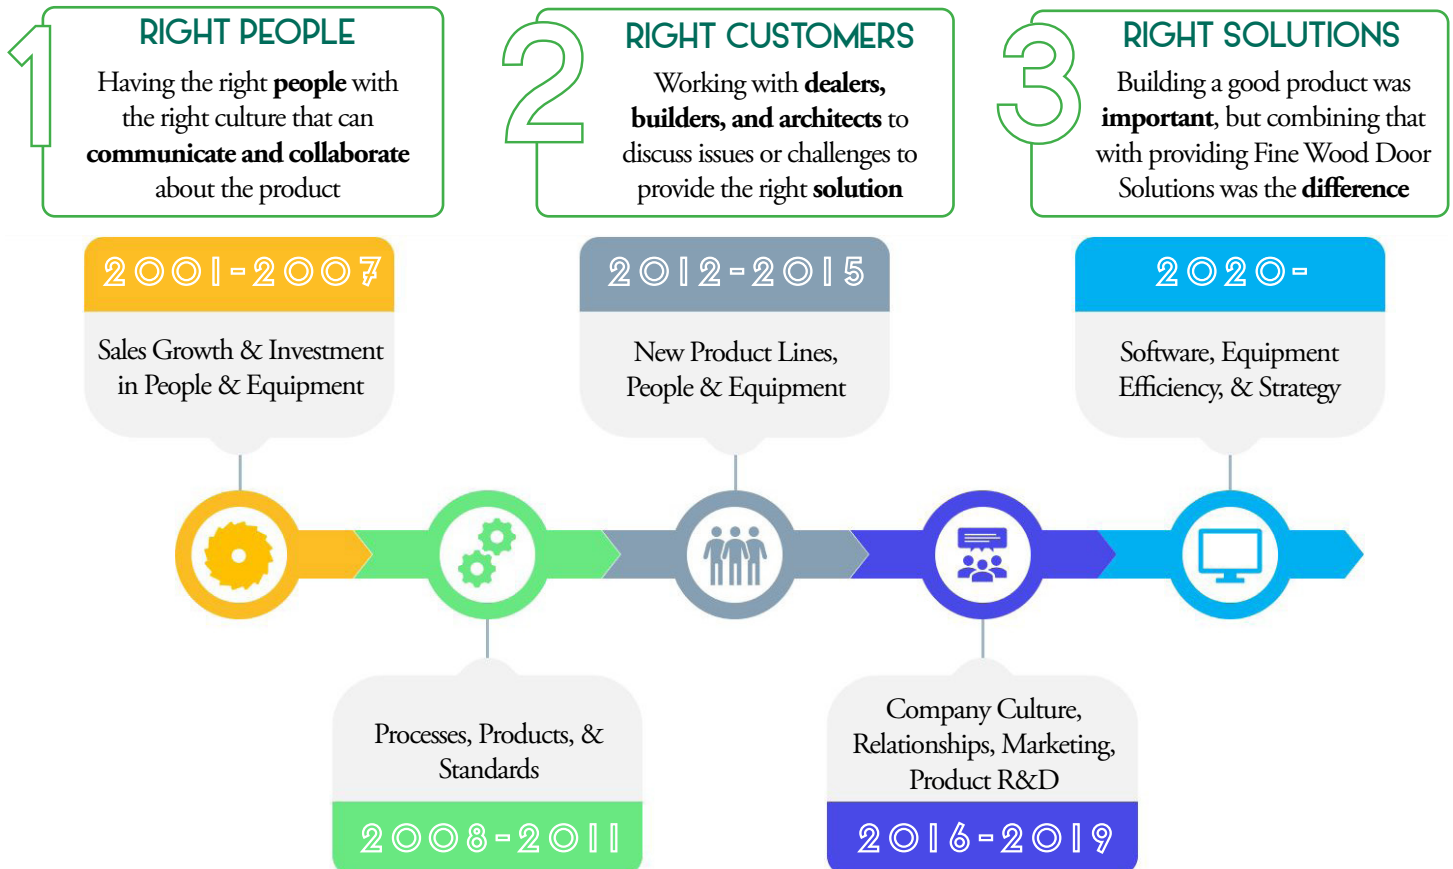 1
RIGHT PEOPLE
Having the right people with
the right culture that can
communicate and collaborate
about the product
2
RIGHT CUSTOMERS
Working with dealers,
builders, and architects to
discuss issues or challenges to
provide the right solution
3
RIGHT SOLUTIONS
Building a good product was
important, but combining that
with providing Fine Wood Door
Solutions was the difference
2001-2007
Sales Growth & Investment
in People & Equipment
2012-2015
New Product Lines,
People & Equipment
2020-
Software, Equipment
Efficiency, & Strategy
Processes, Products, &
Standards
2008-2011
Company Culture,
Relationships, Marketing,
Product R&D
2016-2019